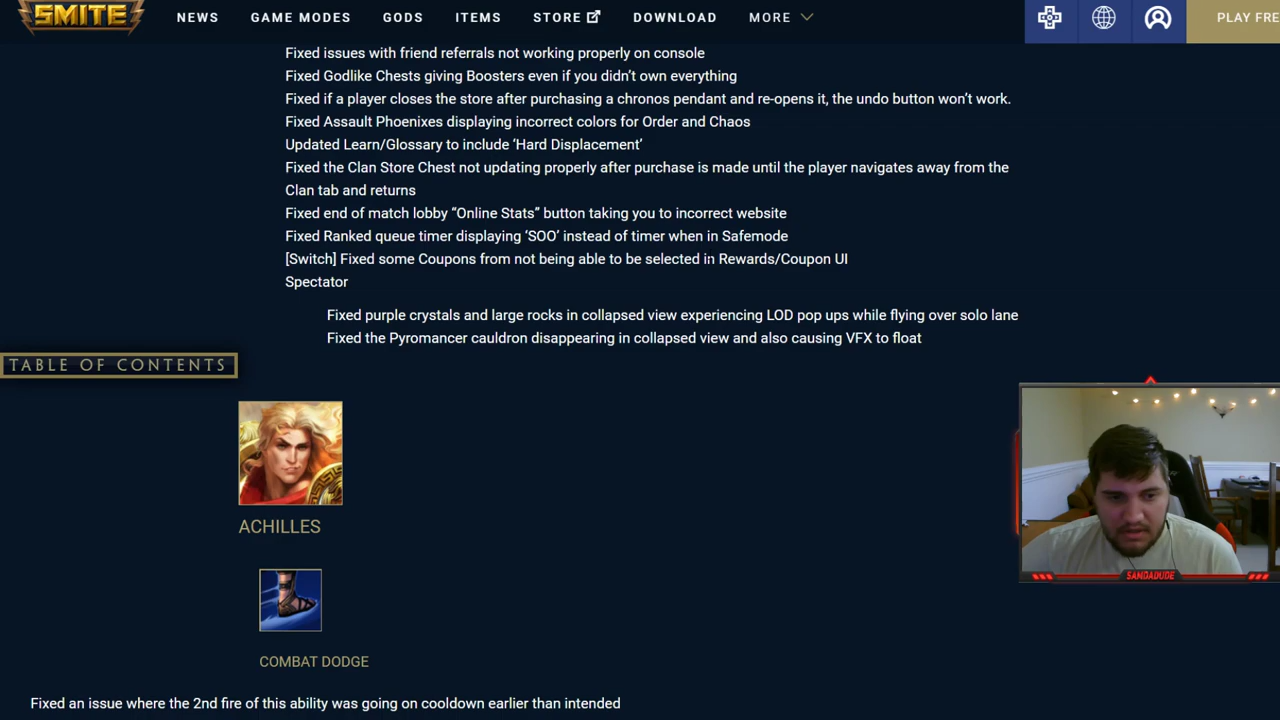 SMITE NEWS GAME MODES GODS ITEMS STORE DOWNLOAD MORE PLAY FRE
Fixed issues with friend referrals not working properly on console
Fixed Godlike Chests giving Boosters even if you didn’t own everything
Fixed if a player closes the store after purchasing a chronos pendant and re-opens it, the undo button won’t work.
Fixed Assault Phoenixes displaying incorrect colors for Order and Chaos
Updated Learn/Glossary to include ‘Hard Displacement’
Fixed the Clan Store Chest not updating properly after purchase is made until the player navigates away from the
Clan tab and returns
Fixed end of match lobby “Online Stats” button taking you to incorrect website
Fixed Ranked queue timer displaying ‘SOO’ instead of timer when in Safemode
[Switch] Fixed some Coupons from not being able to be selected in Rewards/Coupon UI
Spectator
Fixed purple crystals and large rocks in collapsed view experiencing LOD pop ups while flying over solo lane
Fixed the Pyromancer cauldron disappearing in collapsed view and also causing VFX to float
TABLE OF CONTENTS
ACHILLES
SANDADUDE
COMBAT DODGE
Fixed an issue where the 2nd fire of this ability was going on cooldown earlier than intended